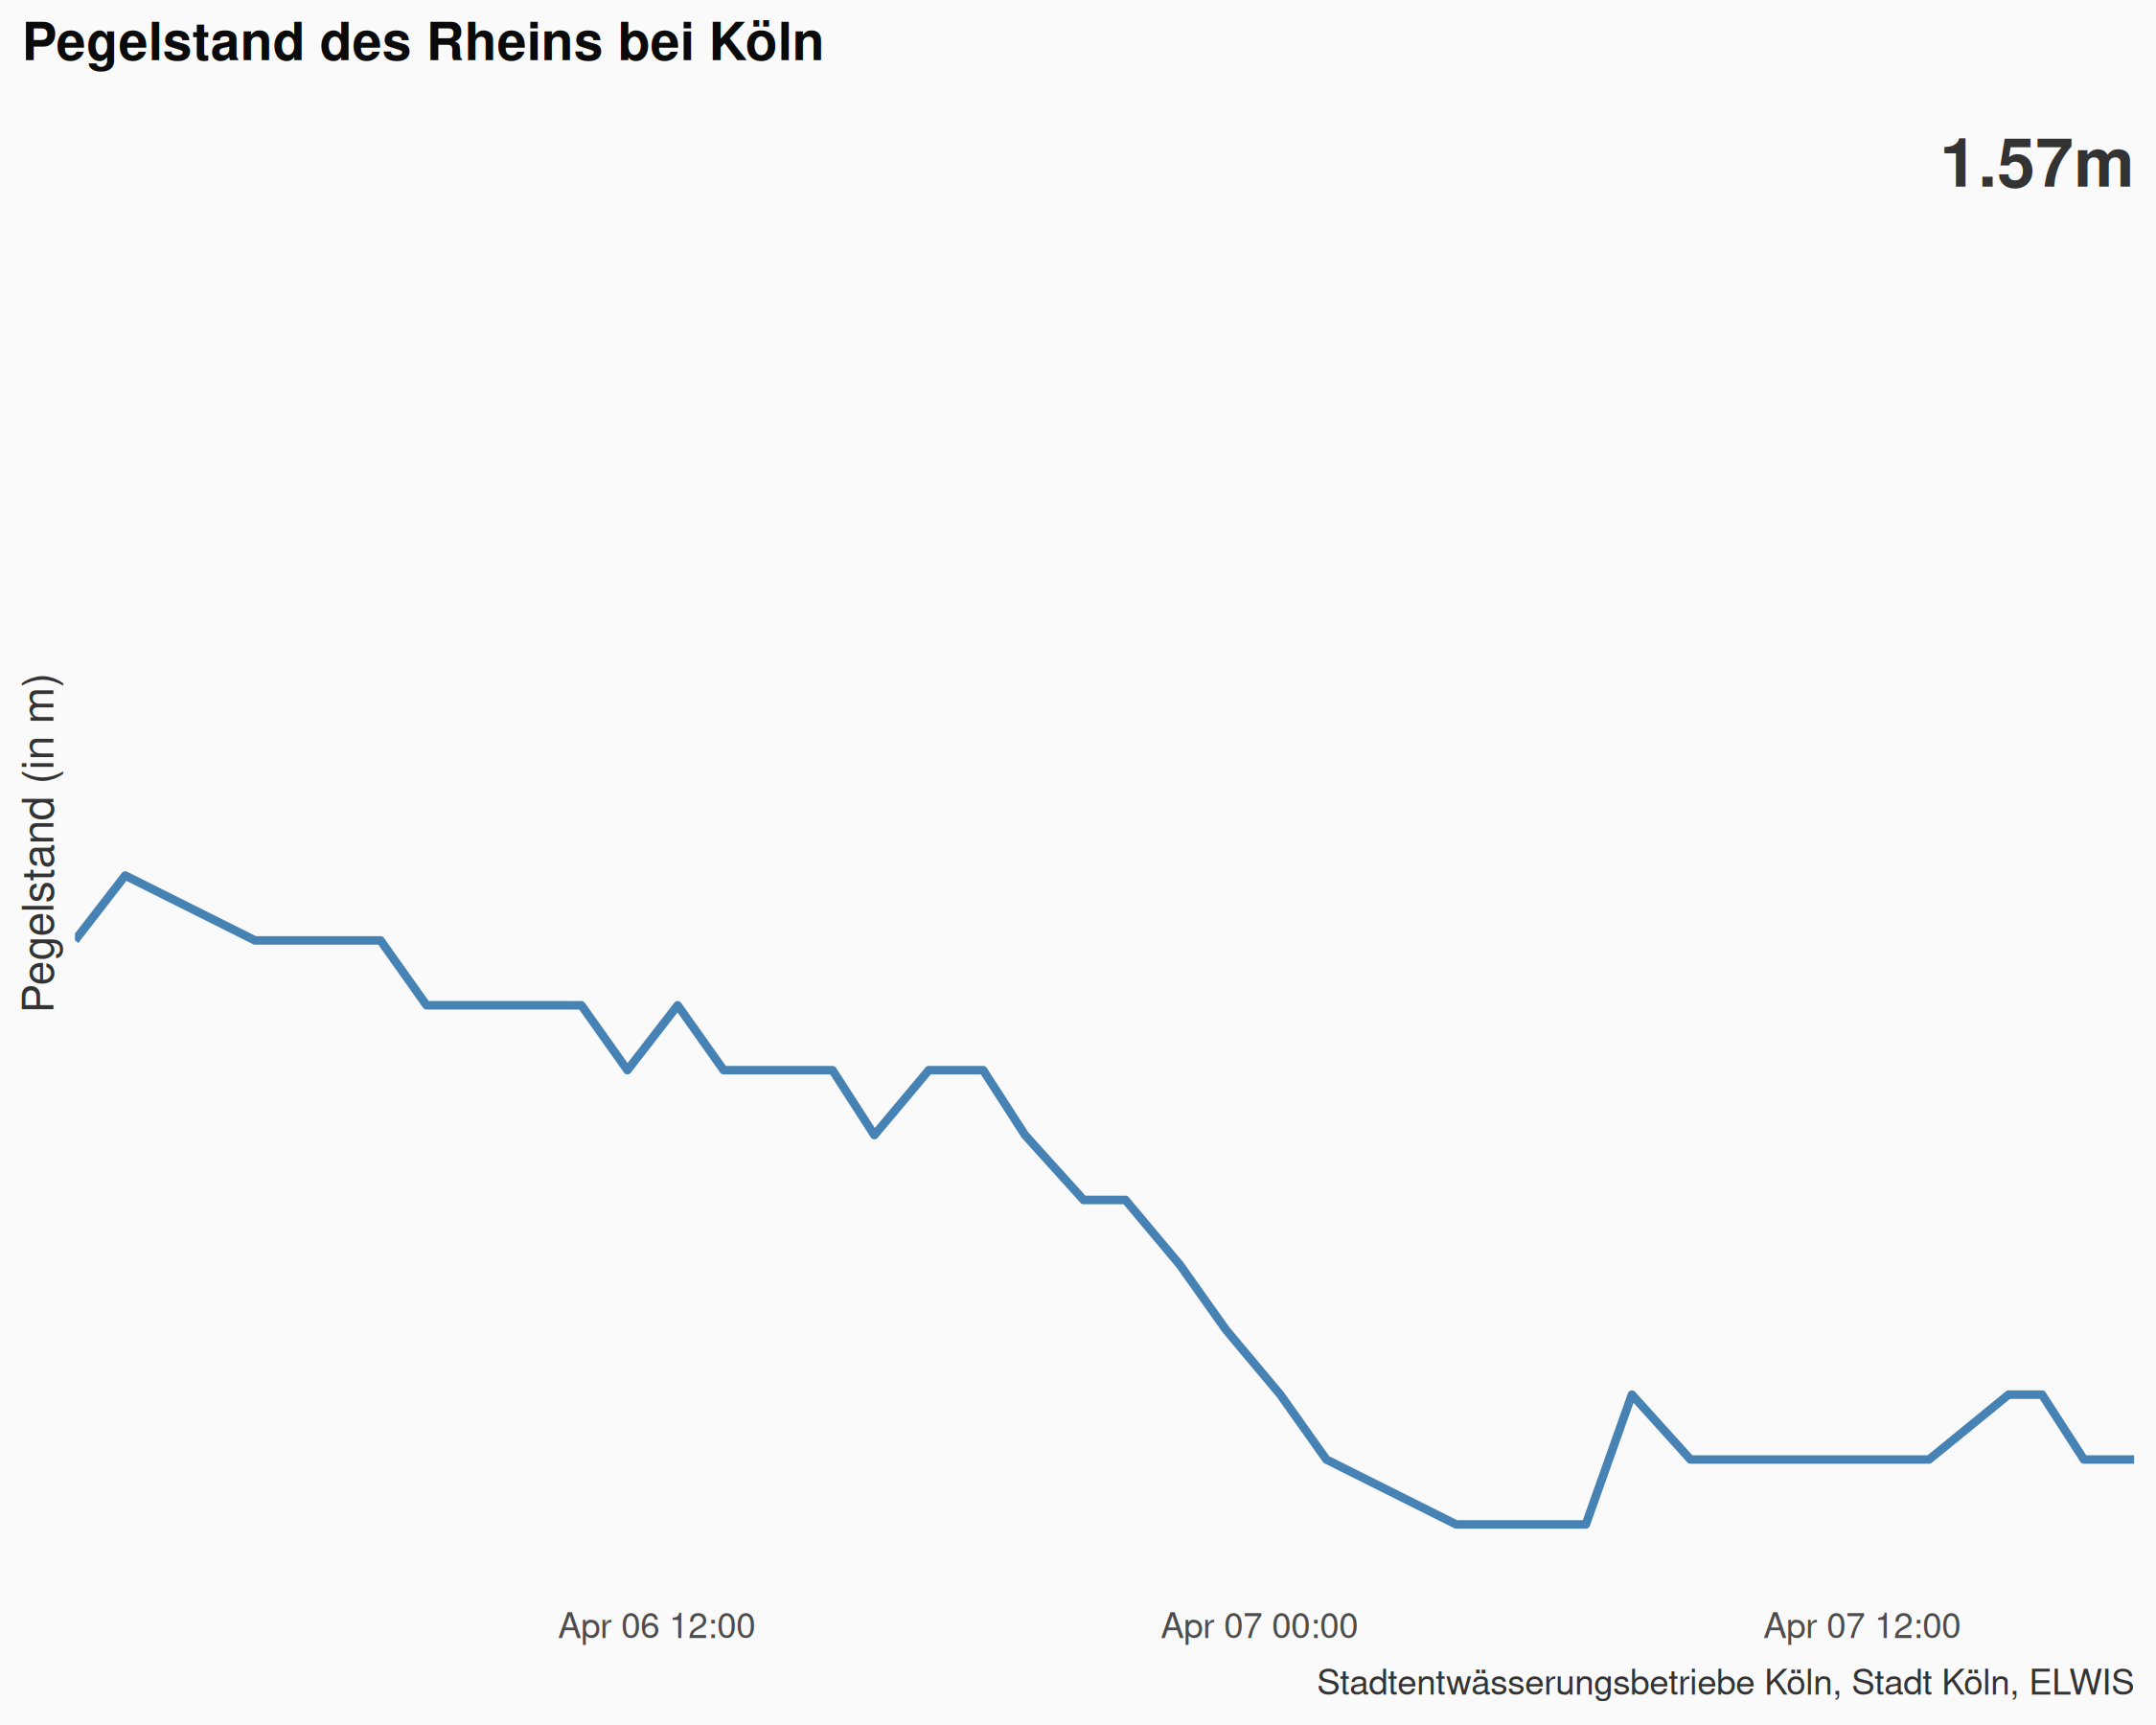 Pegelstand des Rheins bei Köln
1.57m
Pegelstand (in m)
Apr 06 12:00
Apr 07 00:00
Apr 07 12:00
Stadtentwässerungsbetriebe Köln, Stadt Köln, ELWIS